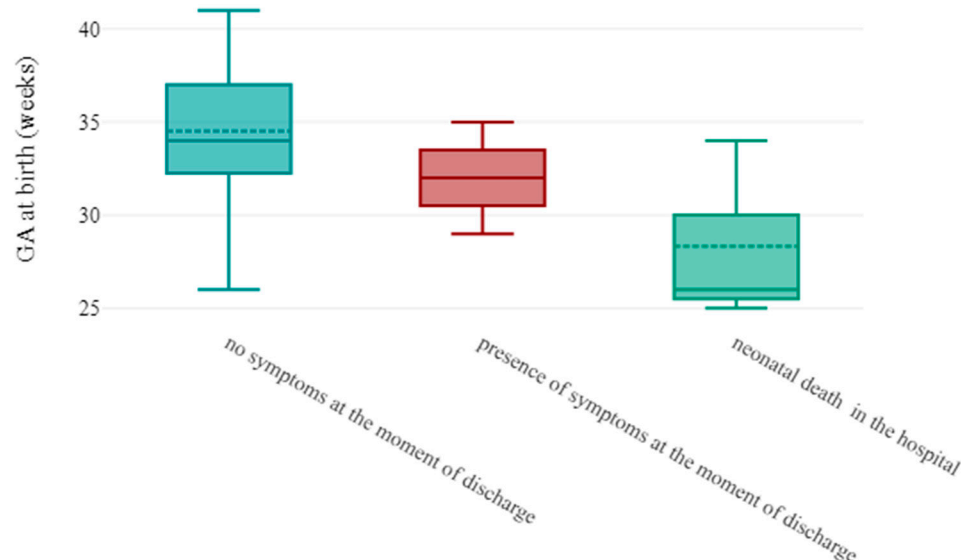 GA at birth (weeks)
40
35
30
25
no symptoms at the moment of discharge
presence of symptoms at the moment of discharge
neonatal death  in the hospital